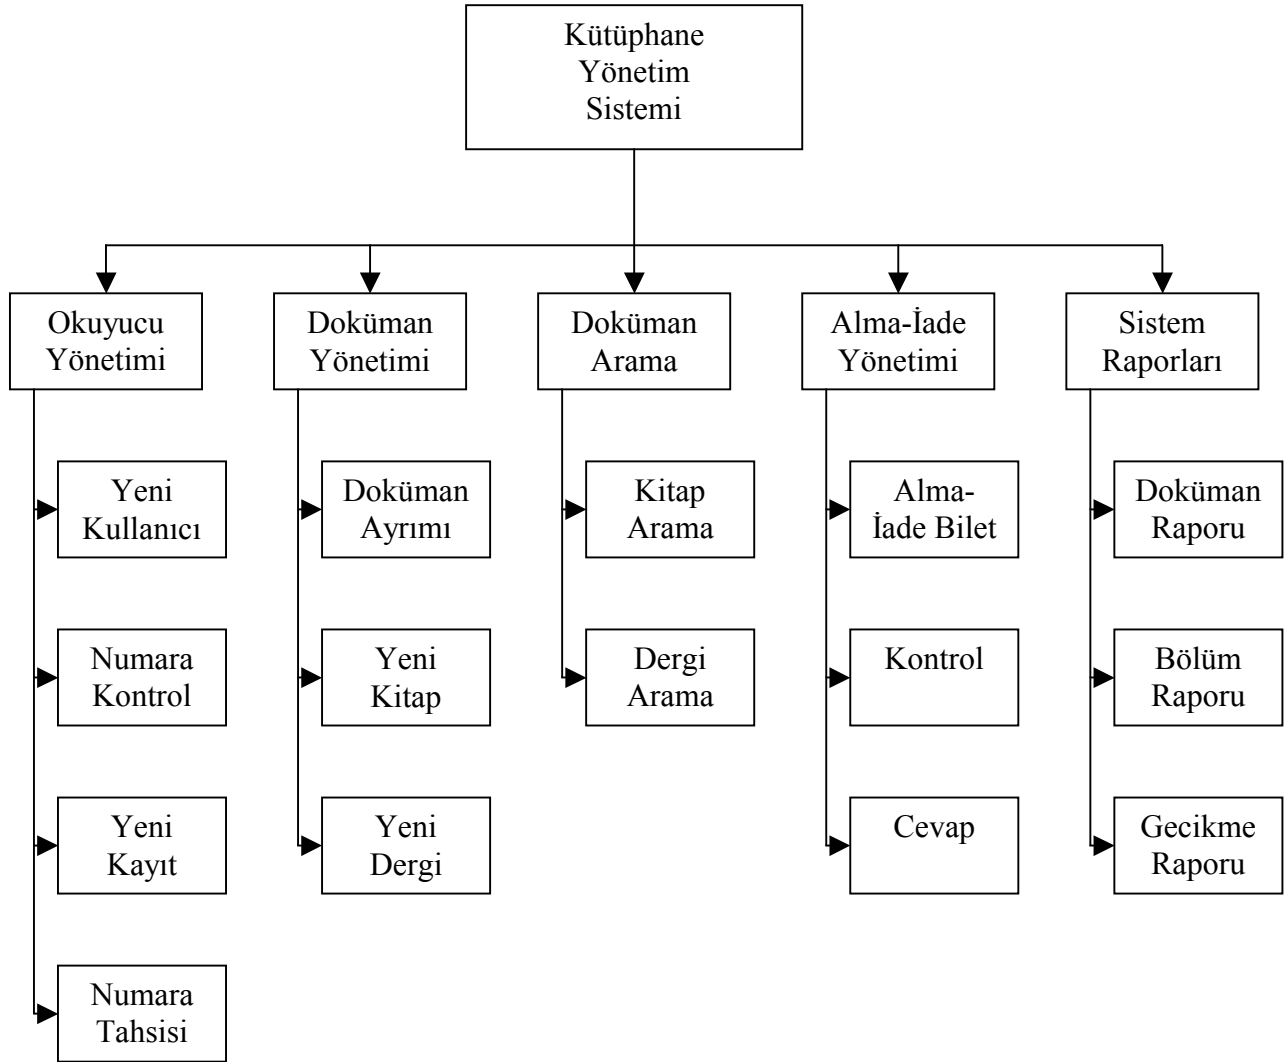 Kütüphane
Yönetim
Sistemi
Okuyucu
Yönetimi
Doküman
Yönetimi
Doküman
Arama
Alma-İade
Yönetimi
Sistem
Raporları
Yeni
Kullanıcı
Doküman
Ayrımı
Kitap
Arama
Alma-
İade Bilet
Doküman
Raporu
Numara
Kontrol
Yeni
Kitap
Dergi
Arama
Kontrol
Bölüm
Raporu
Yeni
Kayıt
Yeni
Dergi
Cevap
Gecikme
Raporu
Numara
Tahsisi